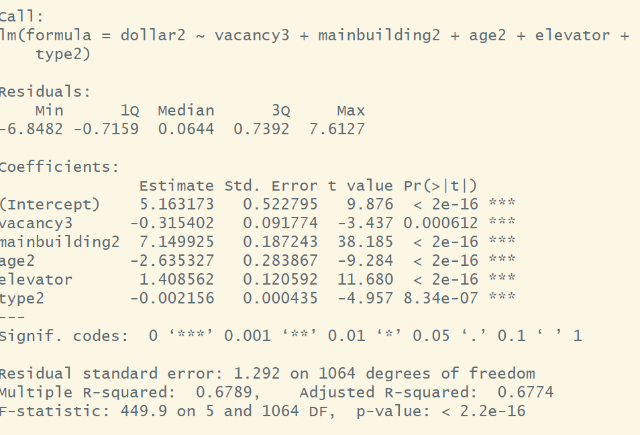 Call:
lm(formula = dollar2 ~ vacancy3 + mainbuilding2 + age2 + elevator +
    type2)

Residuals:
    Min      1Q  Median      3Q     Max
-6.8482 -0.7159  0.0644  0.7392  7.6127

Coefficients:
               Estimate Std. Error t value Pr(>|t|)
(Intercept)    5.163173   0.522795   9.876  < 2e-16 ***
vacancy3      -0.315402   0.091774  -3.437 0.000612 ***
mainbuilding2  7.149925   0.187243  38.185  < 2e-16 ***
age2          -2.635327   0.283867  -9.284  < 2e-16 ***
elevator       1.408562   0.120592  11.680  < 2e-16 ***
type2         -0.002156   0.000435  -4.957 8.34e-07 ***
---
Signif. codes:  0 ‘***’ 0.001 ‘**’ 0.01 ‘*’ 0.05 ‘.’ 0.1 ‘ ’ 1

Residual standard error: 1.292 on 1064 degrees of freedom
Multiple R-squared:  0.6789,    Adjusted R-squared:  0.6774
F-statistic: 449.9 on 5 and 1064 DF,  p-value: < 2.2e-16